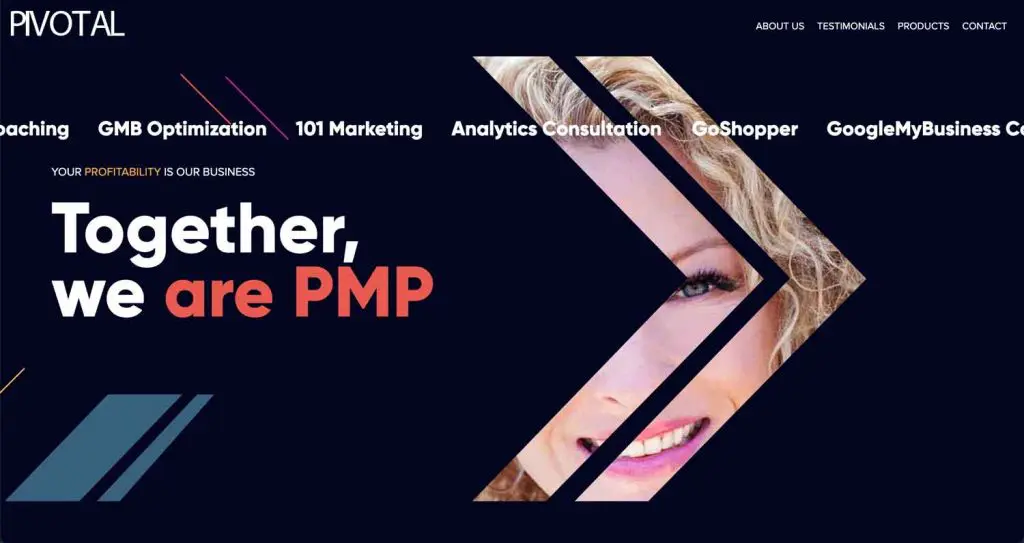 PIVOTAL
ABOUT US TESTIMONIALS PRODUCTS CONTACT
oaching GMB Optimization 101 Marketing Analytics Consultation GoShopper GoogleMyBusiness Co
YOUR PROFITABILITY IS OUR BUSINESS
Together,
we are PMP